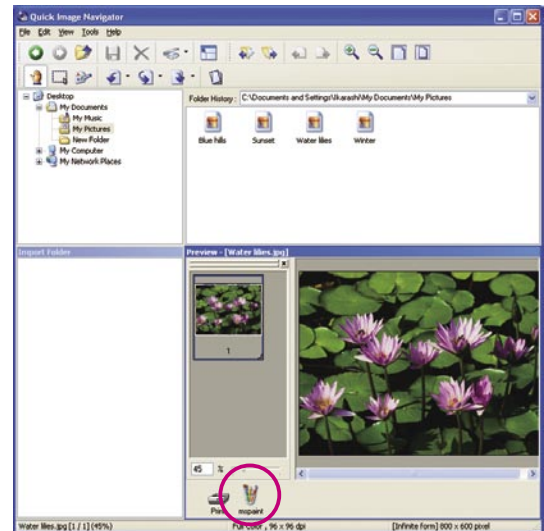 Quick Image Navigator
File Edit View Tools Help
Desktop
My Documents
My Music
My Pictures
New Folder
My Computer
My Network Places
Folder History: C:\Documents and Settings\Ikarashi\My Documents\My Pictures
Blue hills Sunset Water lilies Winter
Import Folder
Preview - [Water lilies.jpg]
1
45 %
Print mspaint
Water lilies.jpg [1 / 1] (45%) Full color , 96 x 96 dpi [Infinite form] 800 x 600 pixel